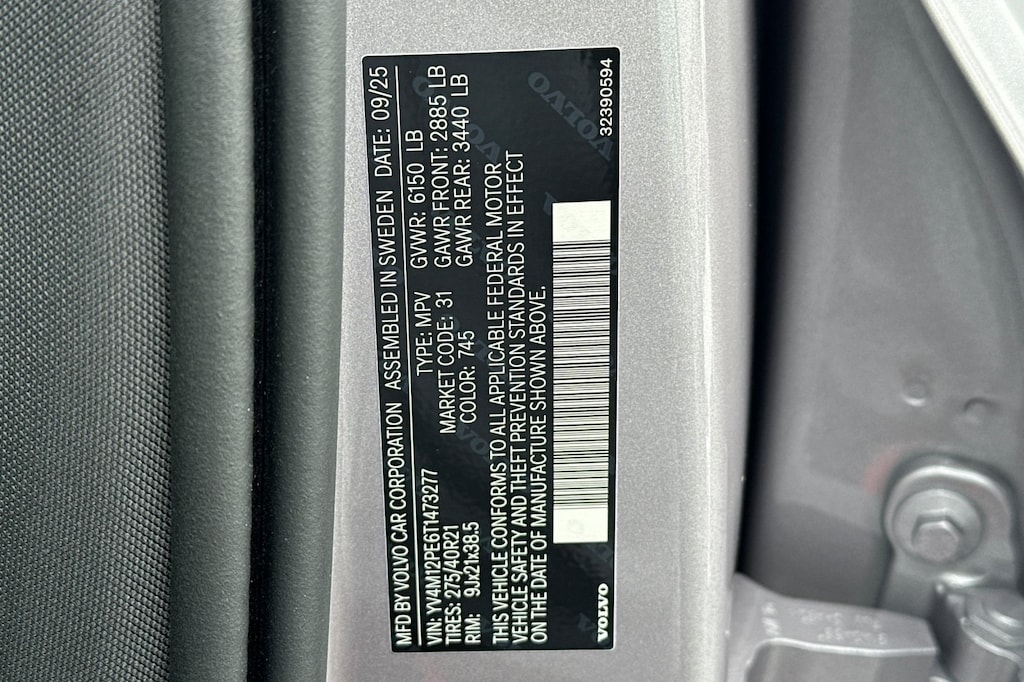 MFD BY VOLVO CAR CORPORATION ASSEMBLED IN SWEDEN DATE: 09/25
VIN: YV4M12PE6T1473277 TYPE: MPV GVWR: 6150 LB
TIRES: 275/40R21 MARKET CODE: 31 GAWR FRONT: 2885 LB
RIM: 9Jx21x38.5 COLOR: 745 GAWR REAR: 3440 LB
THIS VEHICLE CONFORMS TO ALL APPLICABLE FEDERAL MOTOR
VEHICLE SAFETY AND THEFT PREVENTION STANDARDS IN EFFECT
ON THE DATE OF MANUFACTURE SHOWN ABOVE.
VOLVO 32390594
VOLVO
VOLVO